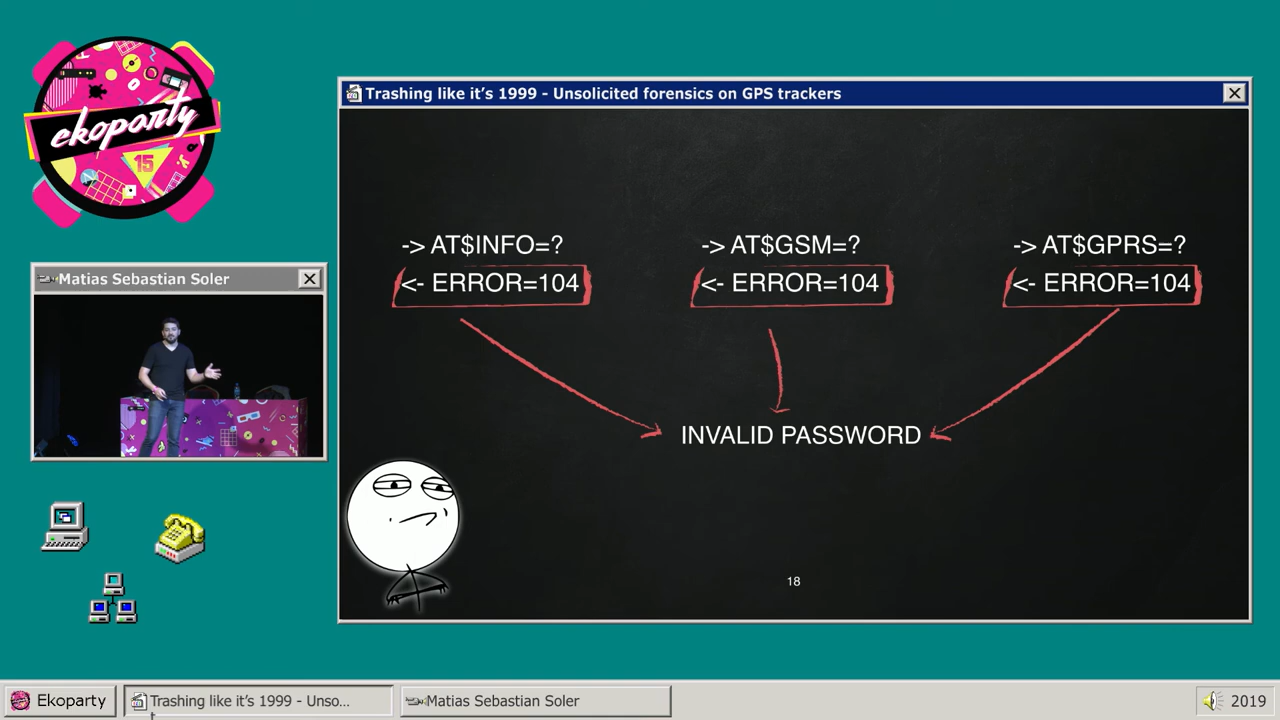 ekoparty
15
Trashing like it's 1999 - Unsolicited forensics on GPS trackers
Matias Sebastian Soler
-> AT$INFO=?
<- ERROR=104
-> AT$GSM=?
<- ERROR=104
-> AT$GPRS=?
<- ERROR=104
INVALID PASSWORD
18
Ekoparty
Trashing like it's 1999 - Unso...
Matias Sebastian Soler
2019